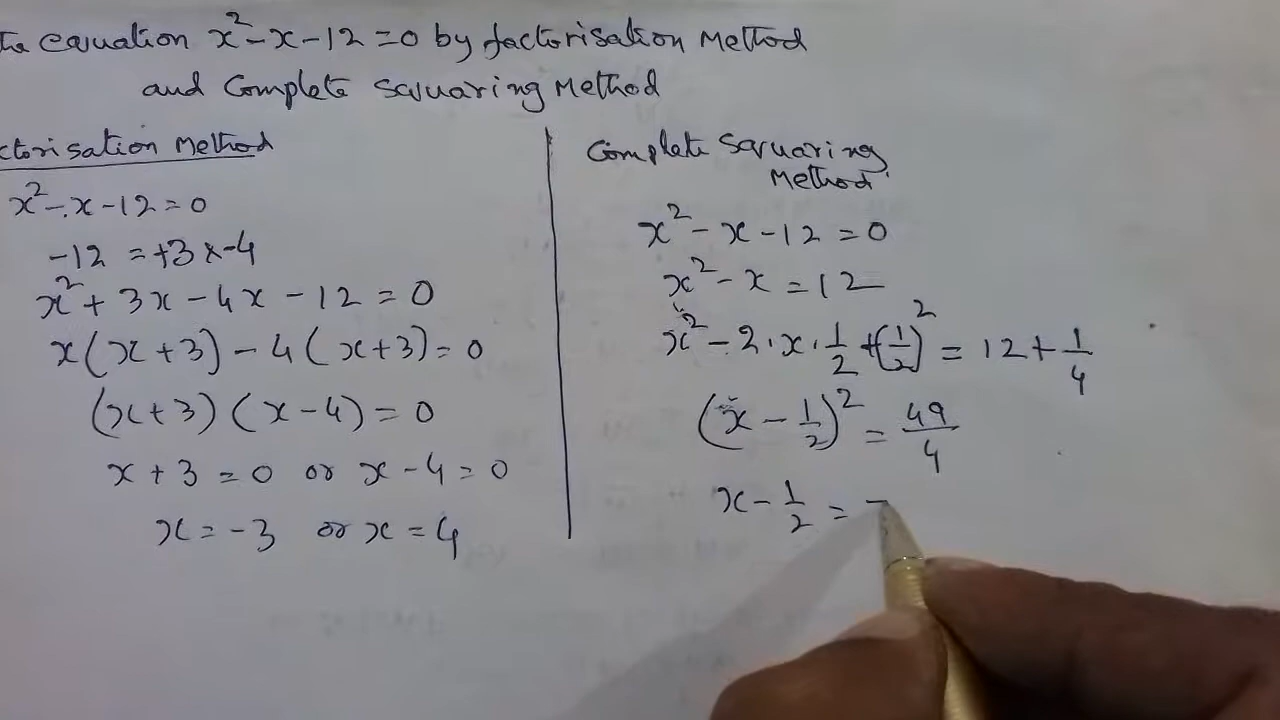 the equation x² - x - 12 = 0 by factorisation Method
and Complete Squaring Method
ctorisation Method
x² - x - 12 = 0
-12 = +3 × -4
x² + 3x - 4x - 12 = 0
x(x+3) - 4(x+3) = 0
(x+3)(x-4) = 0
x + 3 = 0 or x - 4 = 0
x = -3 or x = 4
Complete Squaring
Method
x² - x - 12 = 0
x² - x = 12
x² - 2·x·1/2 + (1/2)² = 12 + 1/4
(x - 1/2)² = 49/4
x - 1/2 =